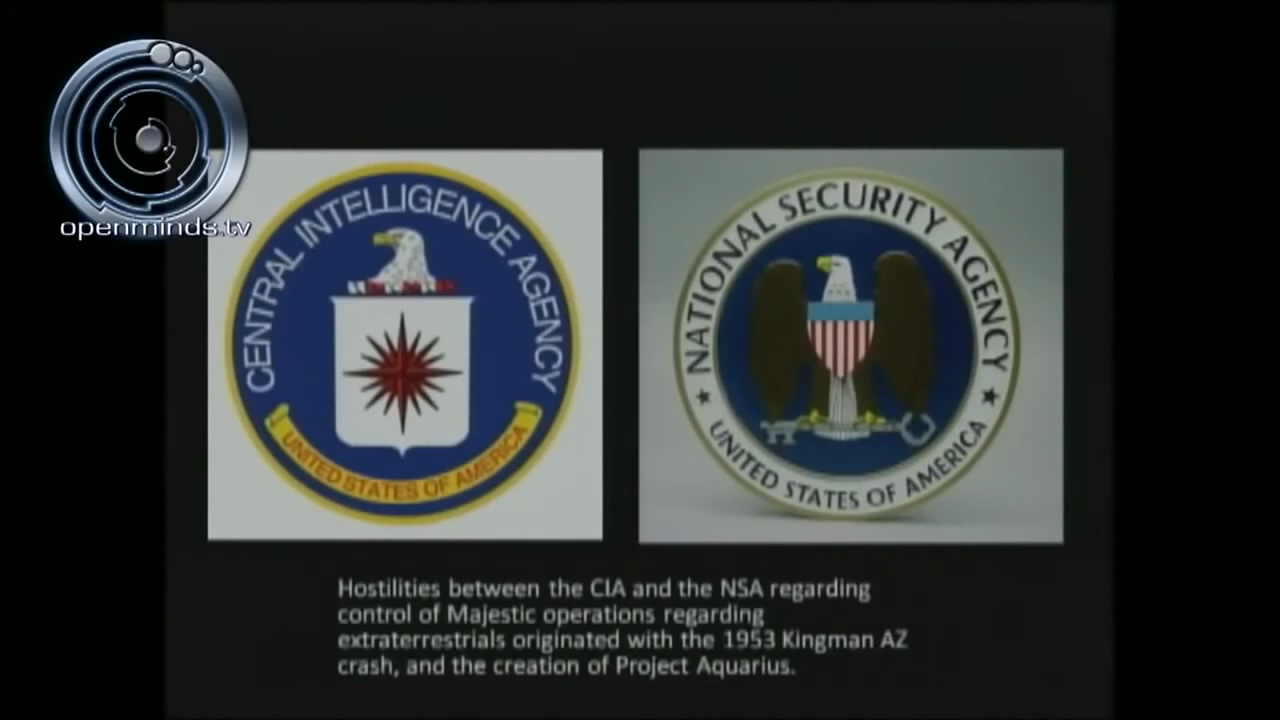 openminds.tv
CENTRAL INTELLIGENCE AGENCY
UNITED STATES OF AMERICA
NATIONAL SECURITY AGENCY
UNITED STATES OF AMERICA
Hostilities between the CIA and the NSA regarding
control of Majestic operations regarding
extraterrestrials originated with the 1953 Kingman AZ
crash, and the creation of Project Aquarius.